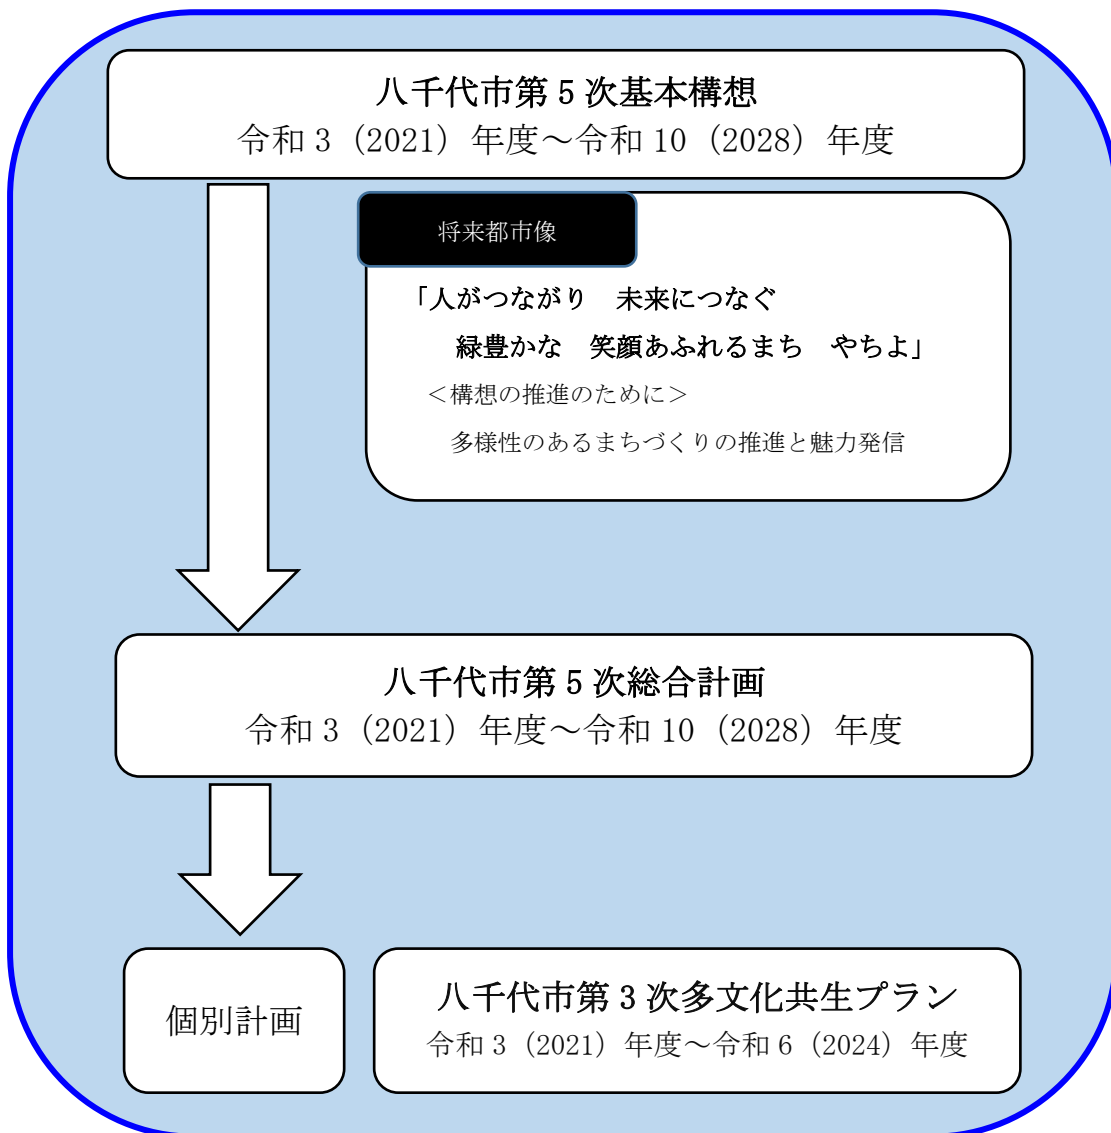 八千代市第 5 次基本構想
令和 3（2021）年度～令和 10（2028）年度
将来都市像
「人がつながり　未来につなぐ
緑豊かな　笑顔あふれるまち　やちよ」
＜構想の推進のために＞
多様性のあるまちづくりの推進と魅力発信
八千代市第 5 次総合計画
令和 3（2021）年度～令和 10（2028）年度
個別計画
八千代市第 3 次多文化共生プラン
令和 3（2021）年度～令和 6（2024）年度